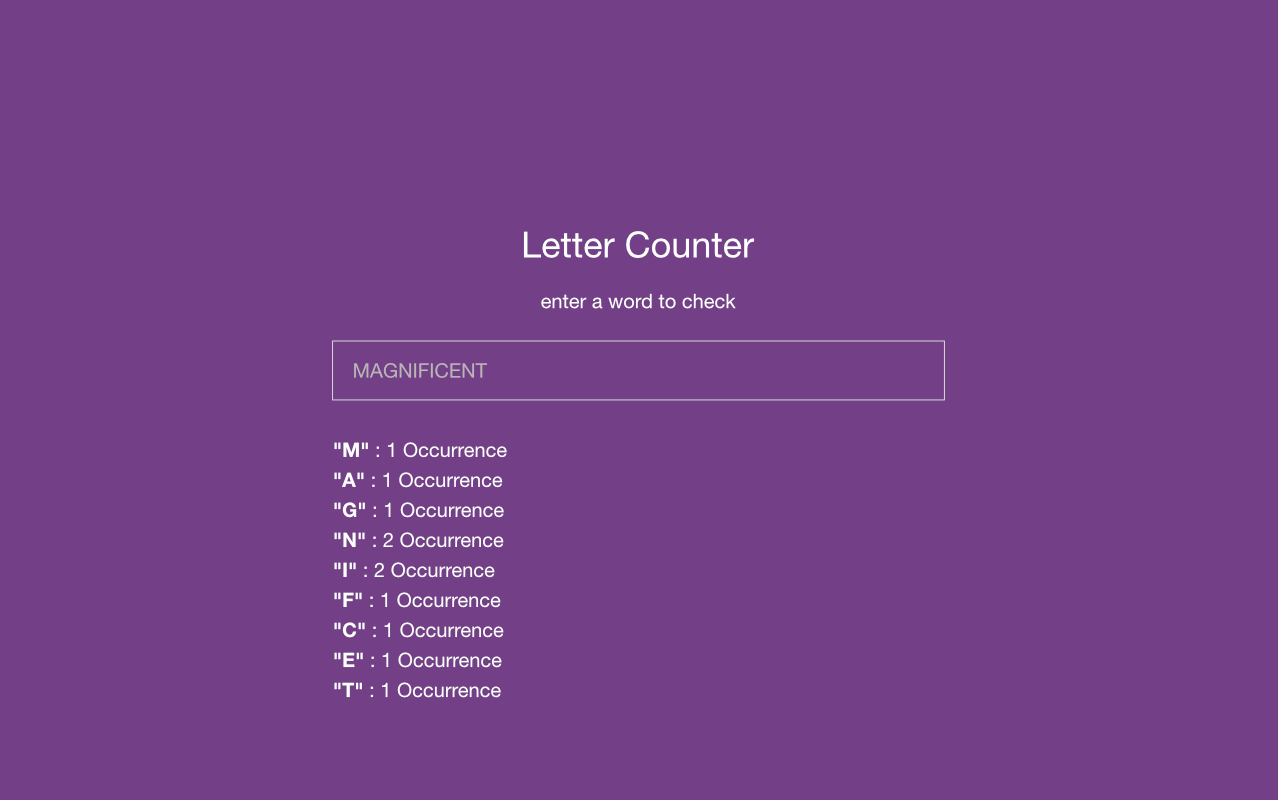 Letter Counter
enter a word to check
MAGNIFICENT
"M" : 1 Occurrence
"A" : 1 Occurrence
"G" : 1 Occurrence
"N" : 2 Occurrence
"I" : 2 Occurrence
"F" : 1 Occurrence
"C" : 1 Occurrence
"E" : 1 Occurrence
"T" : 1 Occurrence